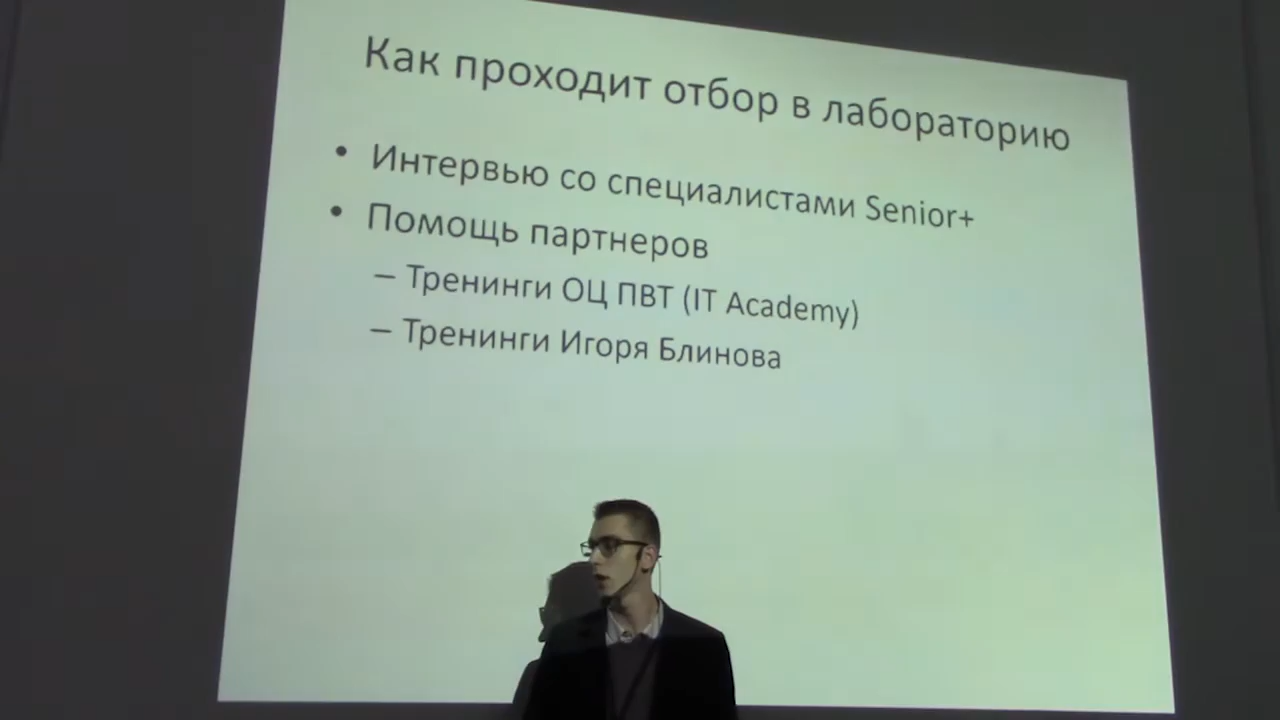 Как проходит отбор в лабораторию
• Интервью со специалистами Senior+
• Помощь партнеров
– Тренинги ОЦ ПВТ (IT Academy)
– Тренинги Игоря Блинова